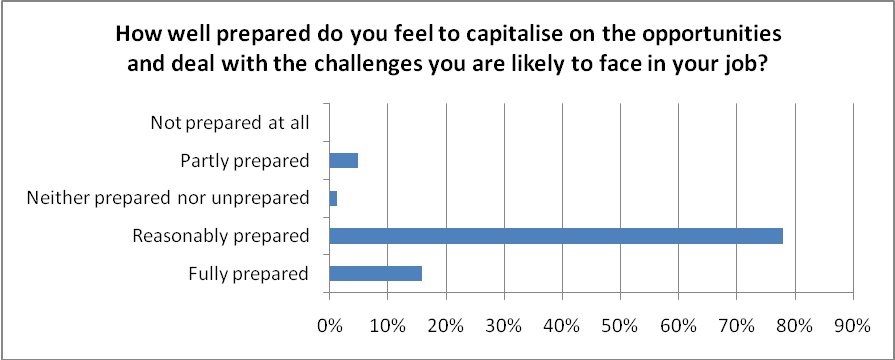 How well prepared do you feel to capitalise on the opportunities
and deal with the challenges you are likely to face in your job?
Not prepared at all
Partly prepared
Neither prepared nor unprepared
Reasonably prepared
Fully prepared
0% 10% 20% 30% 40% 50% 60% 70% 80% 90%